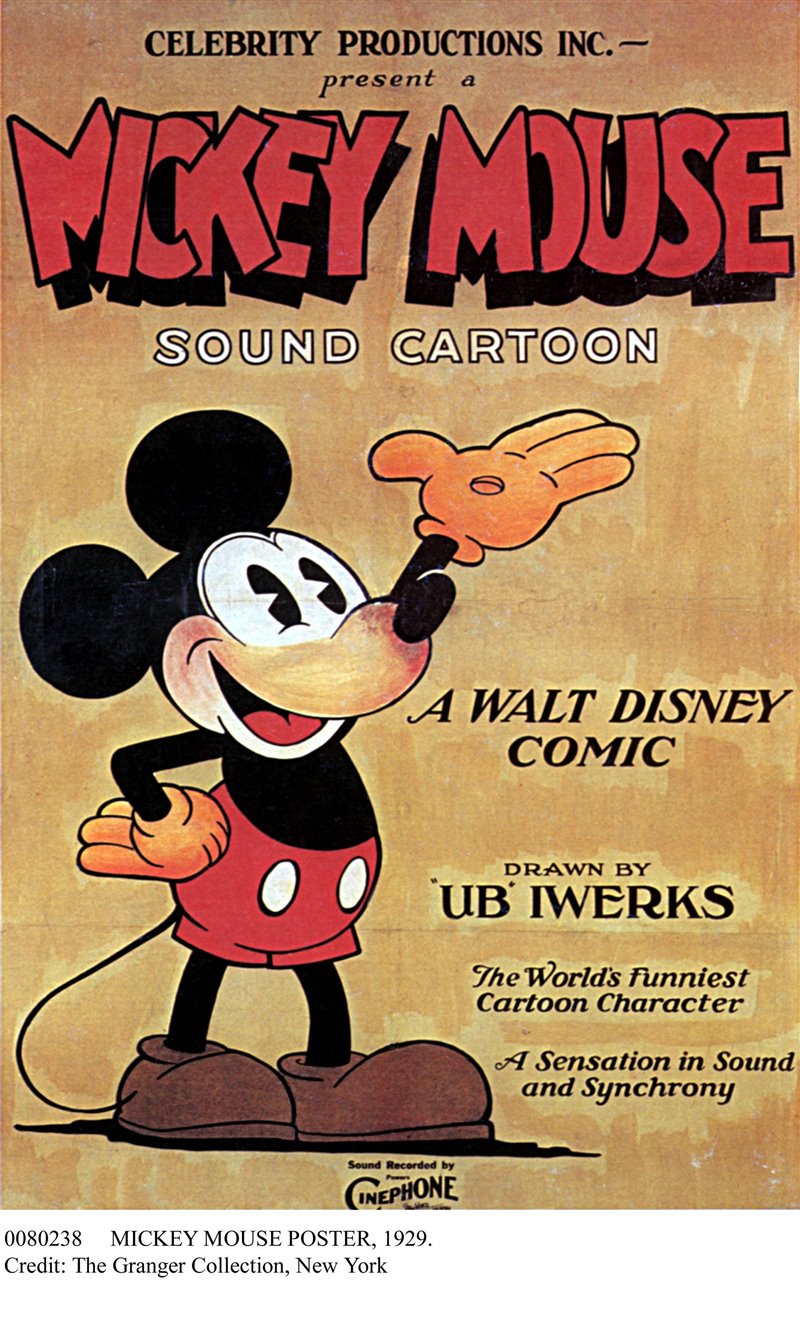 CELEBRITY PRODUCTIONS INC.—
present a
MICKEY MOUSE
SOUND CARTOON
A WALT DISNEY
COMIC
DRAWN BY
"UB" IWERKS
The World's Funniest
Cartoon Character
A Sensation in Sound
and Synchrony
Sound Recorded by
Powers
CINEPHONE
0080238 MICKEY MOUSE POSTER, 1929.
Credit: The Granger Collection, New York